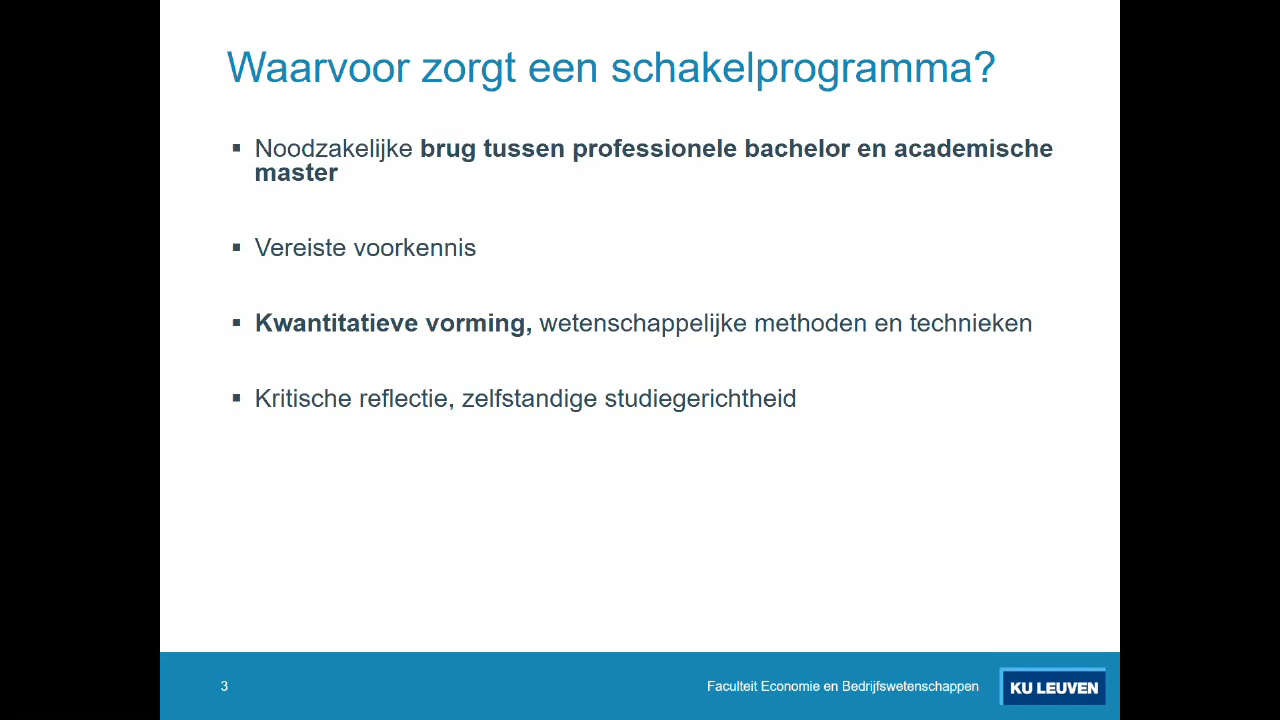 Waarvoor zorgt een schakelprogramma?
▪ Noodzakelijke brug tussen professionele bachelor en academische
master
▪ Vereiste voorkennis
▪ Kwantitatieve vorming, wetenschappelijke methoden en technieken
▪ Kritische reflectie, zelfstandige studiegerichtheid
3
Faculteit Economie en Bedrijfswetenschappen
KU LEUVEN